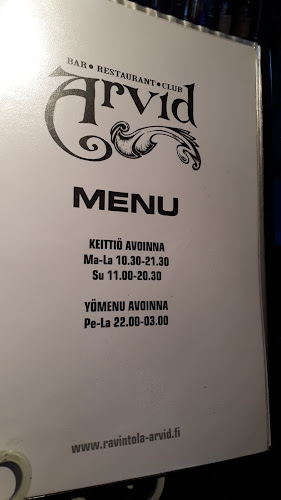 BAR • RESTAURANT • CLUB
Arvid
MENU
KEITTIÖ AVOINNA
Ma-La 10.30-21.30
Su 11.00-20.30
YÖMENU AVOINNA
Pe-La 22.00-03.00
www.ravintola-arvid.fi